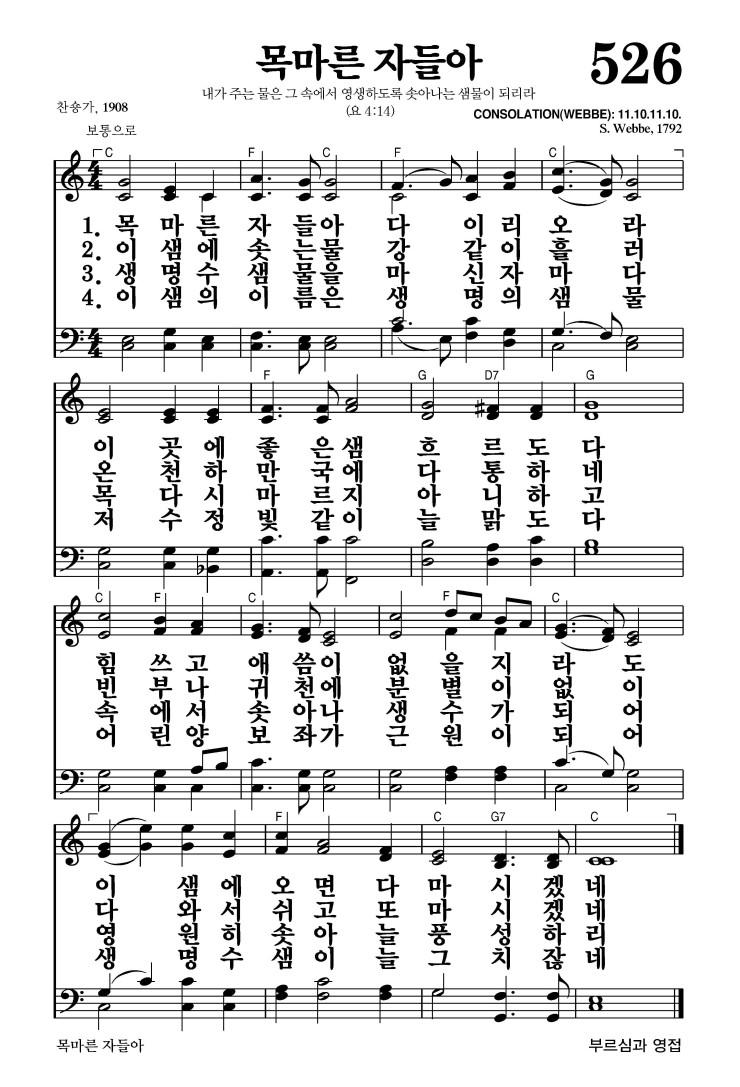 목마른 자들아
526
내가 주는 물은 그 속에서 영생하도록 솟아나는 샘물이 되리라
(요 4:14)
찬송가, 1908
CONSOLATION(WEBBE): 11.10.11.10.
보통으로
S. Webbe, 1792
C F C F C F
1. 목 마 른 자 들 아 다 이 리 오 라
2. 이 샘 에 솟 는 물 강 같 이 흘 러
3. 생 명 수 샘 물 을 마 신 자 마 다
4. 이 샘 의 이 름 은 생 명 의 샘 물
F G D7 G
이 곳 에 좋 은 샘 흐 르 도 다
온 천 하 만 국 에 다 통 하 네
목 다 시 마 르 지 아 니 하 고
저 수 정 빛 같 이 늘 맑 도 다
C F C F C
힘 쓰 고 애 씀 이 없 을 지 라 도
빈 부 나 귀 천 에 분 별 이 없 이
속 에 서 솟 아 나 생 수 가 되 어
어 린 양 보 좌 가 근 원 이 되 어
F C G7 C
이 샘 에 오 면 다 마 시 겠 네
다 와 서 쉬 고 또 마 시 겠 네
영 원 히 솟 아 늘 풍 성 하 리
생 명 수 샘 이 늘 그 치 잖 네
목마른 자들아
부르심과 영접